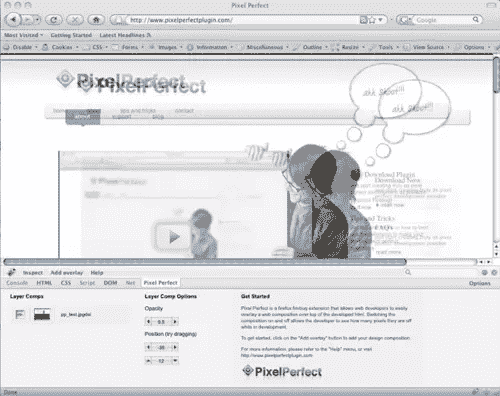 Pixel Perfect
http://www.pixelperfectplugin.com/
Google
Most Visited Getting Started Latest Headlines
Disable Cookies CSS Forms Images Information Miscellaneous Outline Resize Tools View Source Options
PixelPerfect
ahh Shoot!!!
ahh Shoot!!!
home tips and tricks contact
about support blog
Download Plugin
Download Now
Tips and Tricks
FAQs
read more
Inspect Add overlay Help
Console HTML CSS Script DOM Net Pixel Perfect Options
Layer Comps
Layer Comp Options
Get Started
Opacity
0.5
Position (try dragging)
pp_test.jpgdsi
Pixel Perfect is a firefox firebug extension that allows web developers to easily
overlay a web composition over top of the developed html. Switching the
composition on and off allows the developer to see how many pixels they are off
while in development.
To get started, click on the "Add overlay" button to add your design composition.
For more information, please refer to the "Help" menu, or visit
http://www.pixelperfectplugin.com
PixelPerfect
Done